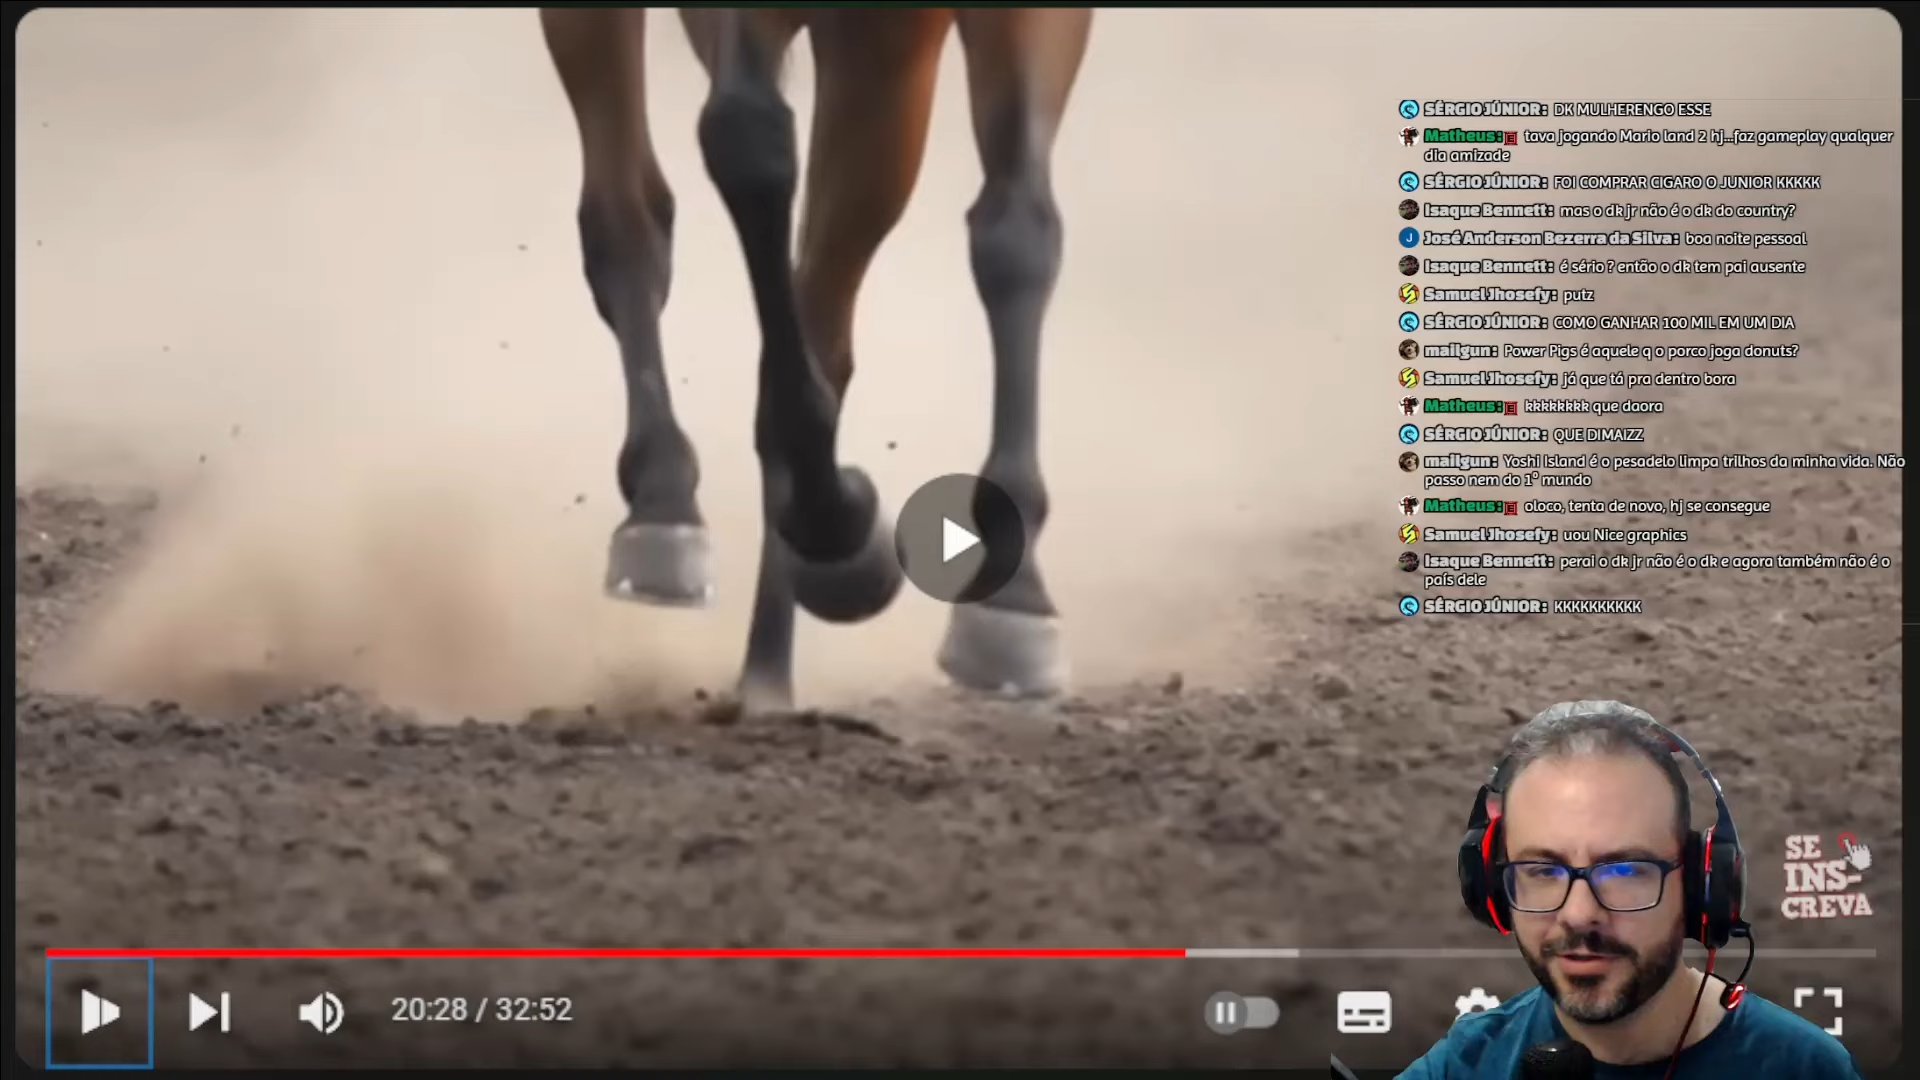 SÉRGIO JÚNIOR: DK MULHERENGO ESSE
Matheus: tava jogando Mario land 2 hj...faz gameplay qualquer
dia amizade
SÉRGIO JÚNIOR: FOI COMPRAR CIGARO O JUNIOR KKKKK
Isaque Bennett: mas o dk jr não é o dk do country?
J José Anderson Bezerra da Silva: boa noite pessoal
Isaque Bennett: é sério ? então o dk tem pai ausente
Samuel Jhosefy: putz
SÉRGIO JÚNIOR: COMO GANHAR 100 MIL EM UM DIA
mailgun: Power Pigs é aquele q o porco joga donuts?
Samuel Jhosefy: já que tá pra dentro bora
Matheus: kkkkkkkk que daora
SÉRGIO JÚNIOR: QUE DIMAIZZ
mailgun: Yoshi Island é o pesadelo limpa trilhos da minha vida. Não
passo nem do 1º mundo
Matheus: oloco, tenta de novo, hj se consegue
Samuel Jhosefy: uou Nice graphics
Isaque Bennett: perai o dk jr não é o dk e agora também não é o
país dele
SÉRGIO JÚNIOR: KKKKKKKKKK
SE
INS-
CREVA
20:28 / 32:52